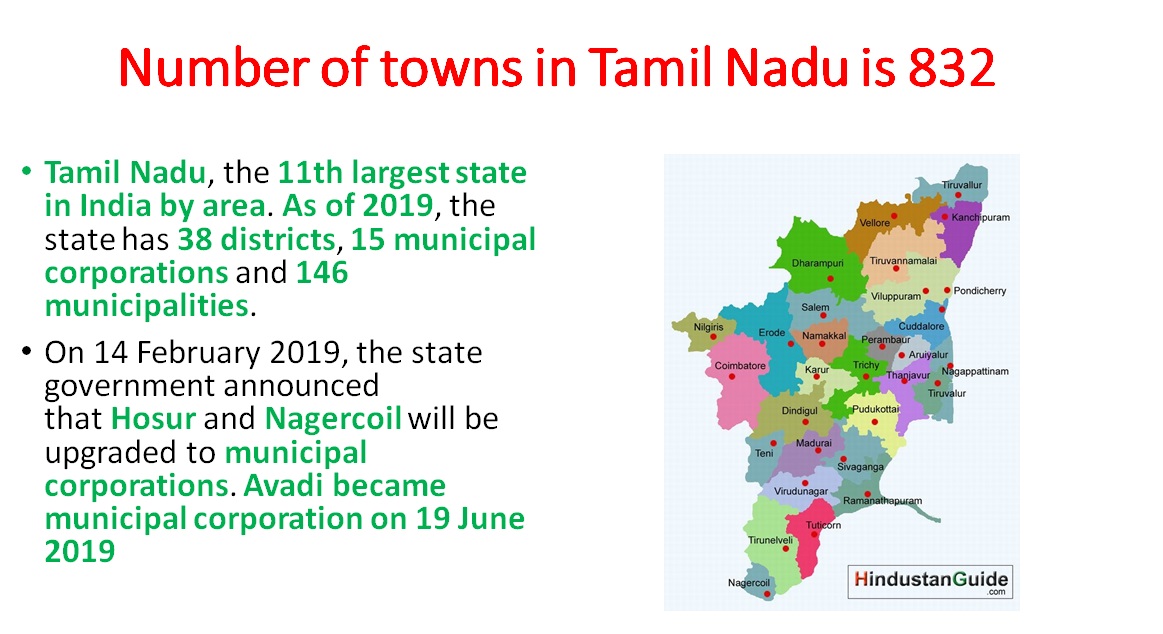 Number of towns in Tamil Nadu is 832
• Tamil Nadu, the 11th largest state
in India by area. As of 2019, the
state has 38 districts, 15 municipal
corporations and 146
municipalities.
• On 14 February 2019, the state
government announced
that Hosur and Nagercoil will be
upgraded to municipal
corporations. Avadi became
municipal corporation on 19 June
2019
Tiruvallur
Kanchipuram
Vellore
Dharampuri
Tiruvannamalai
Viluppuram
Pondicherry
Salem
Nilgiris
Erode
Namakkal
Cuddalore
Perambaur
Aruiyalur
Coimbatore
Karur
Trichy
Thanjavur
Nagappattinam
Tiruvalur
Dindigul
Pudukottai
Madurai
Teni
Sivaganga
Virudunagar
Ramanathapuram
Tuticorn
Tirunelveli
Nagercoil
HindustanGuide
.com